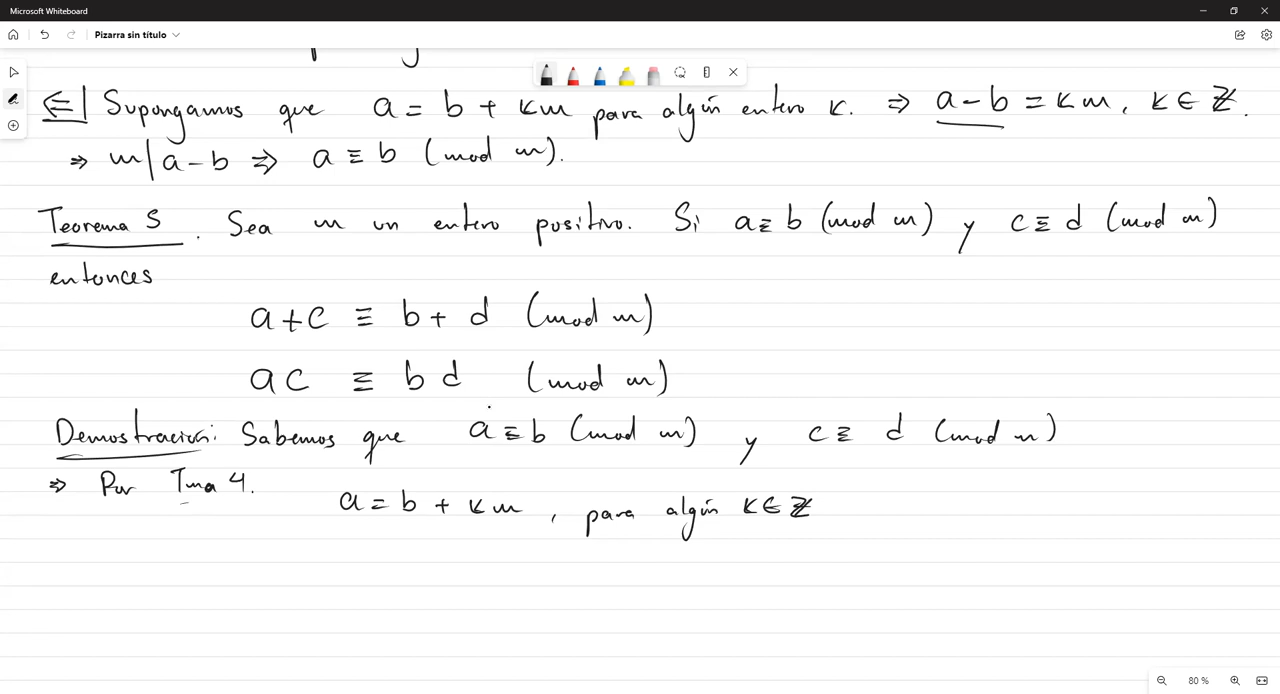 Microsoft Whiteboard
Pizarra sin título
⇐| Supongamos que a = b + km para algún entero k. ⇒ a - b = km, k ∈ ℤ.
⇒ m | a - b ⇒ a ≡ b (mod m).
Teorema 5. Sea m un entero positivo. Si a ≡ b (mod m) y c ≡ d (mod m)
entonces
a + c ≡ b + d (mod m)
ac ≡ bd (mod m)
Demostración: Sabemos que a ≡ b (mod m) y c ≡ d (mod m)
⇒ Por Tma 4.
a = b + km, para algún k ∈ ℤ
80 %